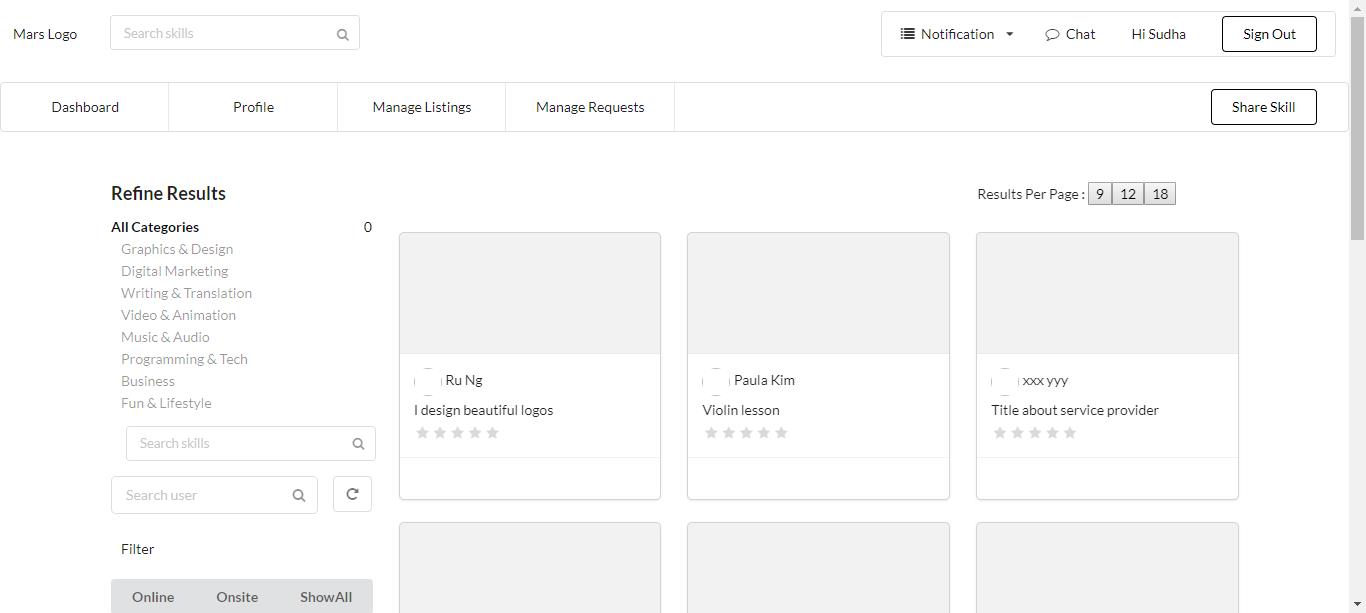 Mars Logo
Search skills
Notification
Chat
Hi Sudha
Sign Out
Dashboard
Profile
Manage Listings
Manage Requests
Share Skill
Refine Results
Results Per Page : 9 12 18
All Categories 0
Graphics & Design
Digital Marketing
Writing & Translation
Video & Animation
Music & Audio
Programming & Tech
Business
Fun & Lifestyle
Search skills
Search user
Filter
Online Onsite ShowAll
Ru Ng
I design beautiful logos
Paula Kim
Violin lesson
xxx yyy
Title about service provider